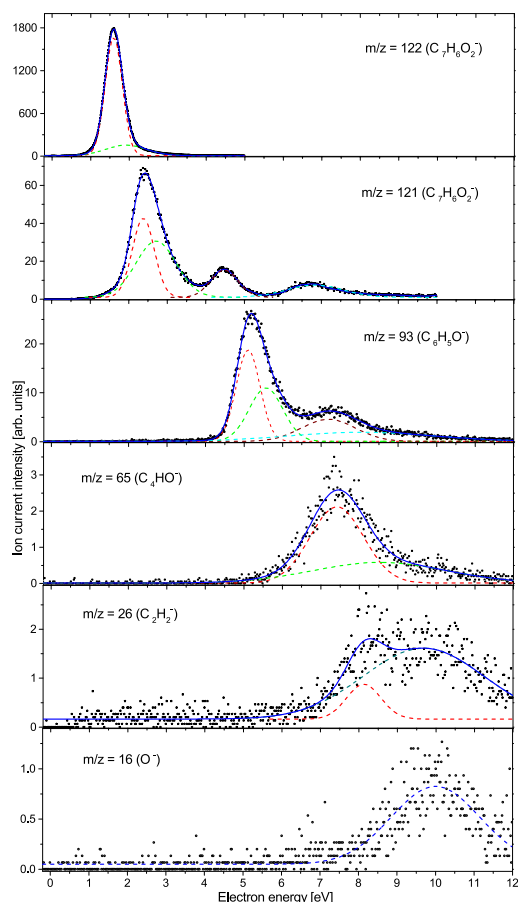 1800
1200
600
0
m/z = 122 (C₇H₆O₂⁻)
60
40
20
0
m/z = 121 (C₇H₆O₂⁻)
20
10
0
m/z = 93 (C₆H₅O⁻)
3
2
1
0
m/z = 65 (C₄HO⁻)
2
1
0
m/z = 26 (C₂H₂⁻)
1.0
0.5
0.0
m/z = 16 (O⁻)
0 1 2 3 4 5 6 7 8 9 10 11 12
Electron energy [eV]
Ion current intensity [arb. units]